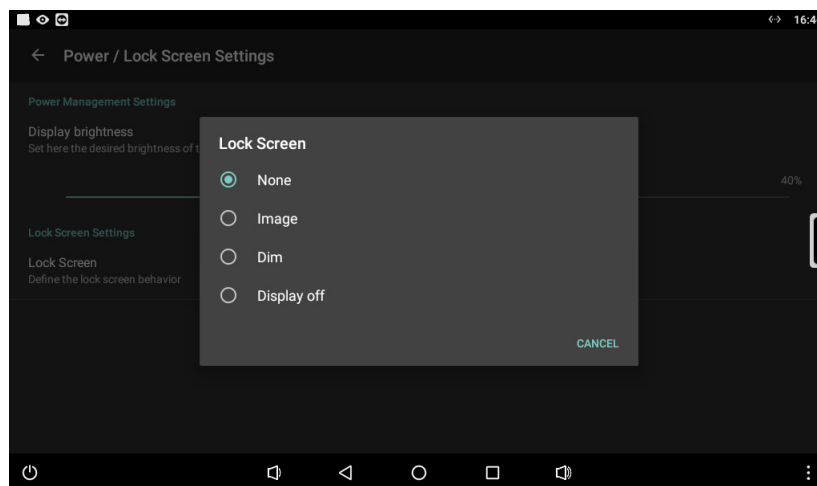 16:4
Power / Lock Screen Settings
Power Management Settings
Display brightness
Set here the desired brightness of t
40%
Lock Screen Settings
Lock Screen
Define the lock screen behavior
Lock Screen
None
Image
Dim
Display off
CANCEL